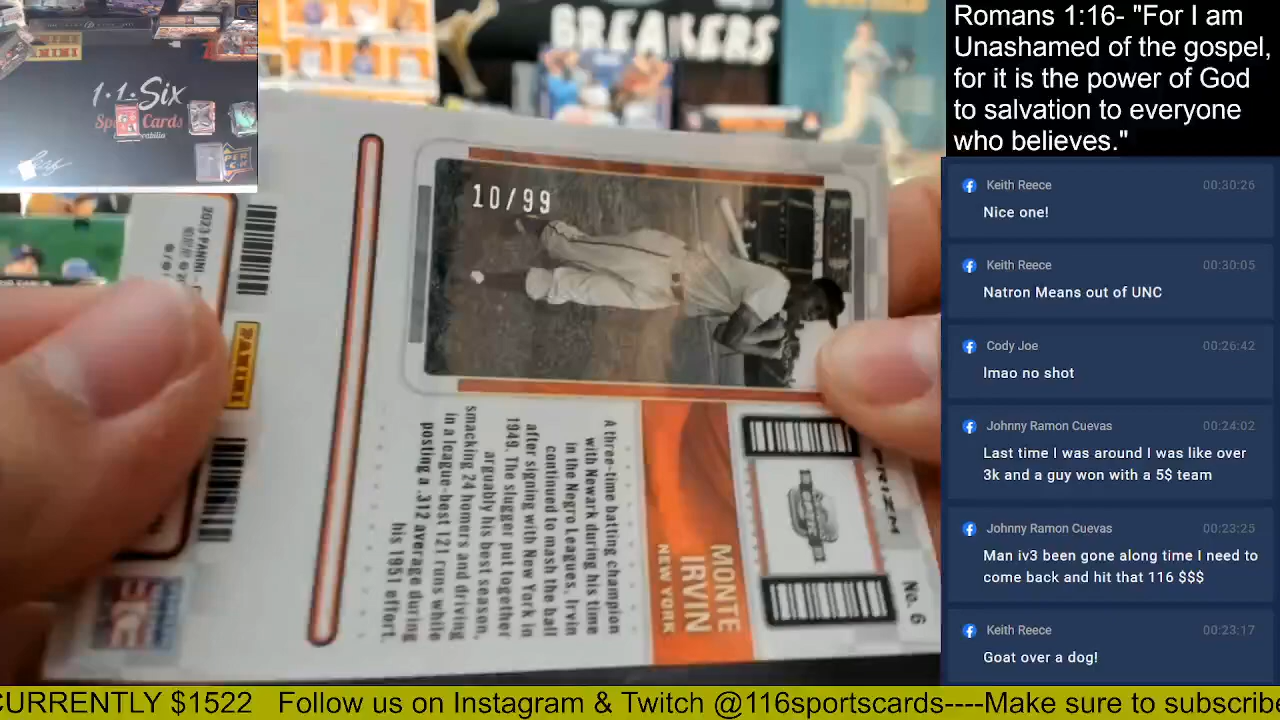 Romans 1:16- "For I am
Unashamed of the gospel,
for it is the power of God
to salvation to everyone
who believes."
Keith Reece 00:30:26
Nice one!
Keith Reece 00:30:05
Natron Means out of UNC
Cody Joe 00:26:42
lmao no shot
Johnny Ramon Cuevas 00:24:02
Last time I was around I was like over
3k and a guy won with a 5$ team
Johnny Ramon Cuevas 00:23:25
Man iv3 been gone along time I need to
come back and hit that 116 $$$
Keith Reece 00:23:17
Goat over a dog!
BREAKERS
1·1·Six
Cards
10/99
PRIZM
No. 6
MONTE
IRVIN
NEW YORK
A three-time batting champion
with Newark during his time
in the Negro Leagues, Irvin
continued to mash the ball
after signing with New York in
1949. The slugger put together
arguably his best season,
smacking 24 homers and driving
in a league-best 121 runs while
posting a .312 average during
his 1951 effort.
PANINI
2023 PANINI -
CURRENTLY $1522 Follow us on Instagram & Twitch @116sportscards----Make sure to subscribe